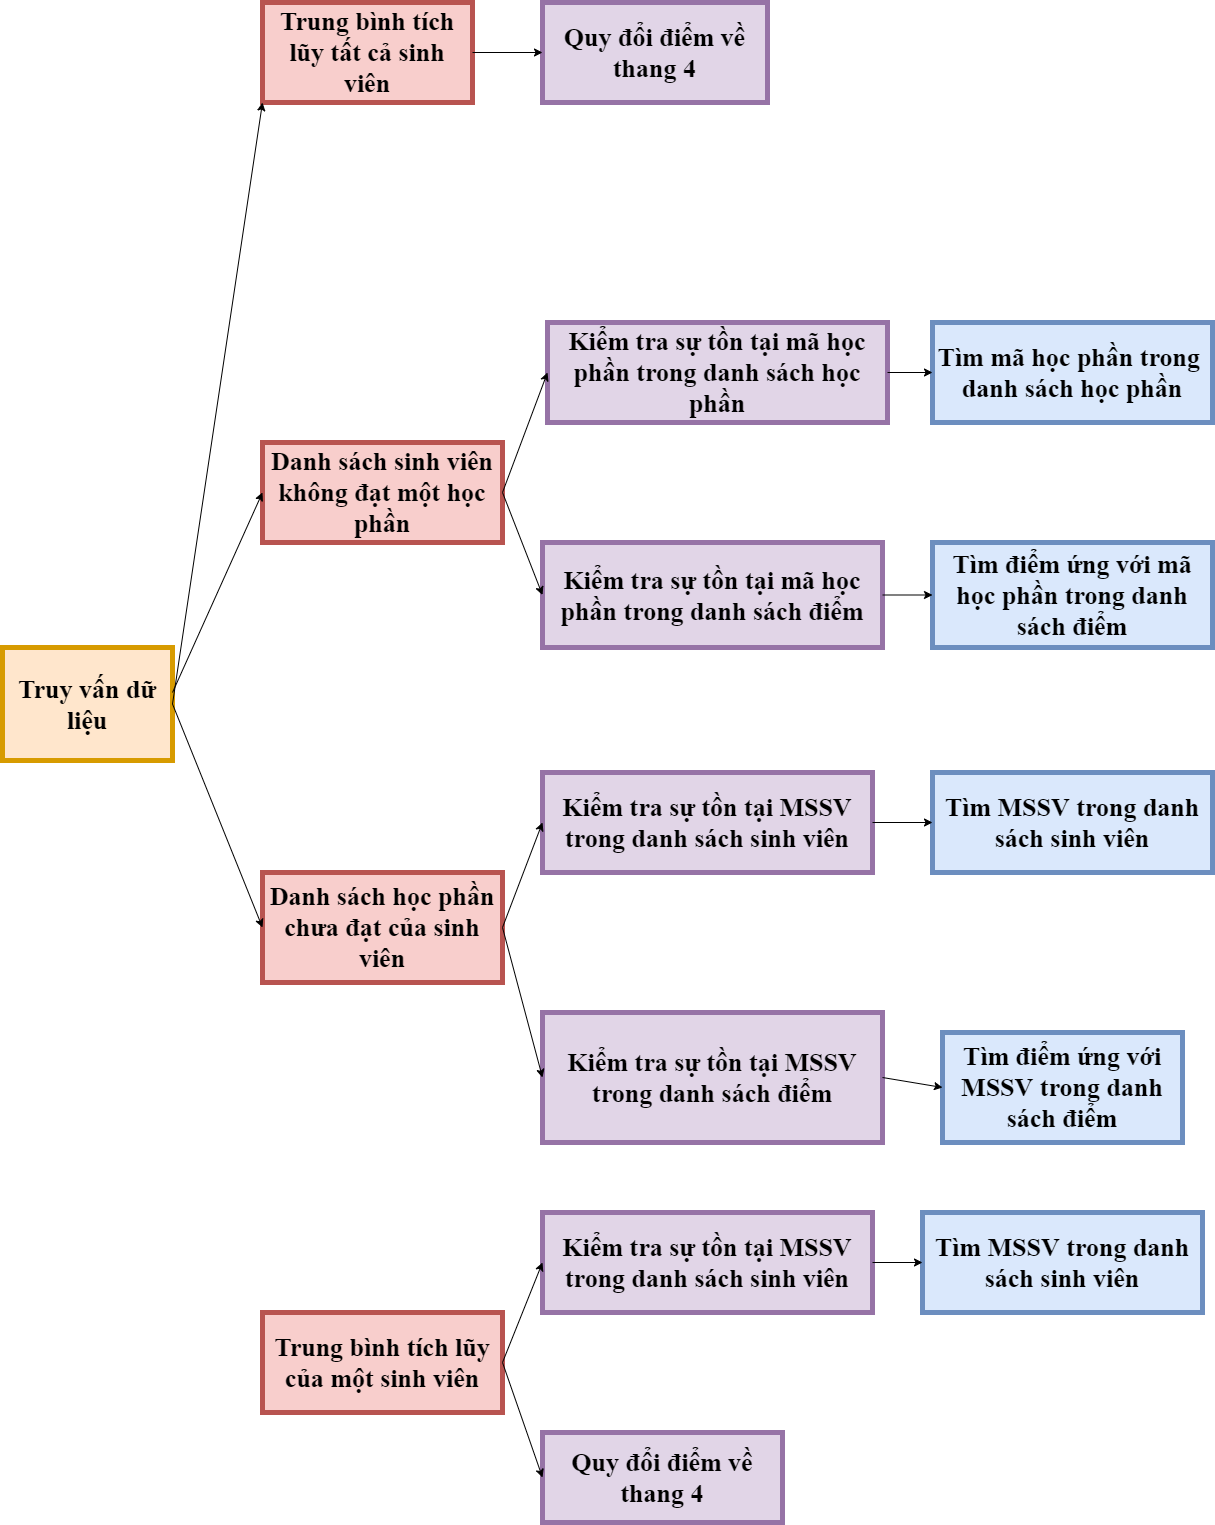 Trung bình tích
lũy tất cả sinh
viên
Quy đổi điểm về
thang 4
Kiểm tra sự tồn tại mã học
phần trong danh sách học
phần
Tìm mã học phần trong
danh sách học phần
Danh sách sinh viên
không đạt một học
phần
Kiểm tra sự tồn tại mã học
phần trong danh sách điểm
Tìm điểm ứng với mã
học phần trong danh
sách điểm
Truy vấn dữ
liệu
Kiểm tra sự tồn tại MSSV
trong danh sách sinh viên
Tìm MSSV trong danh
sách sinh viên
Danh sách học phần
chưa đạt của sinh
viên
Kiểm tra sự tồn tại MSSV
trong danh sách điểm
Tìm điểm ứng với
MSSV trong danh
sách điểm
Kiểm tra sự tồn tại MSSV
trong danh sách sinh viên
Tìm MSSV trong danh
sách sinh viên
Trung bình tích lũy
của một sinh viên
Quy đổi điểm về
thang 4